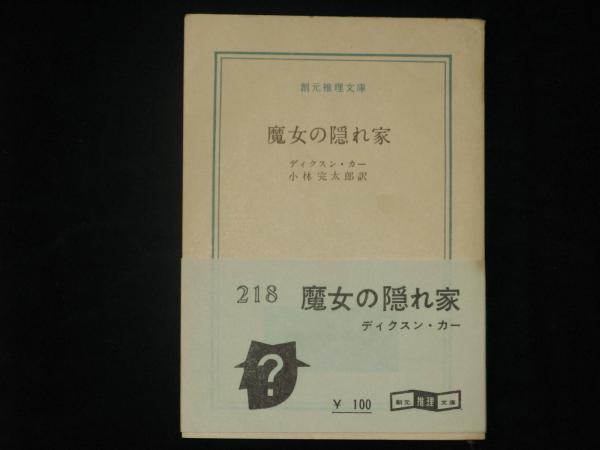 創元推理文庫
魔女の隠れ家
ディクスン・カー
小林完太郎訳
218 魔女の隠れ家
ディクスン・カー
?
¥ 100
創元 推理 文庫